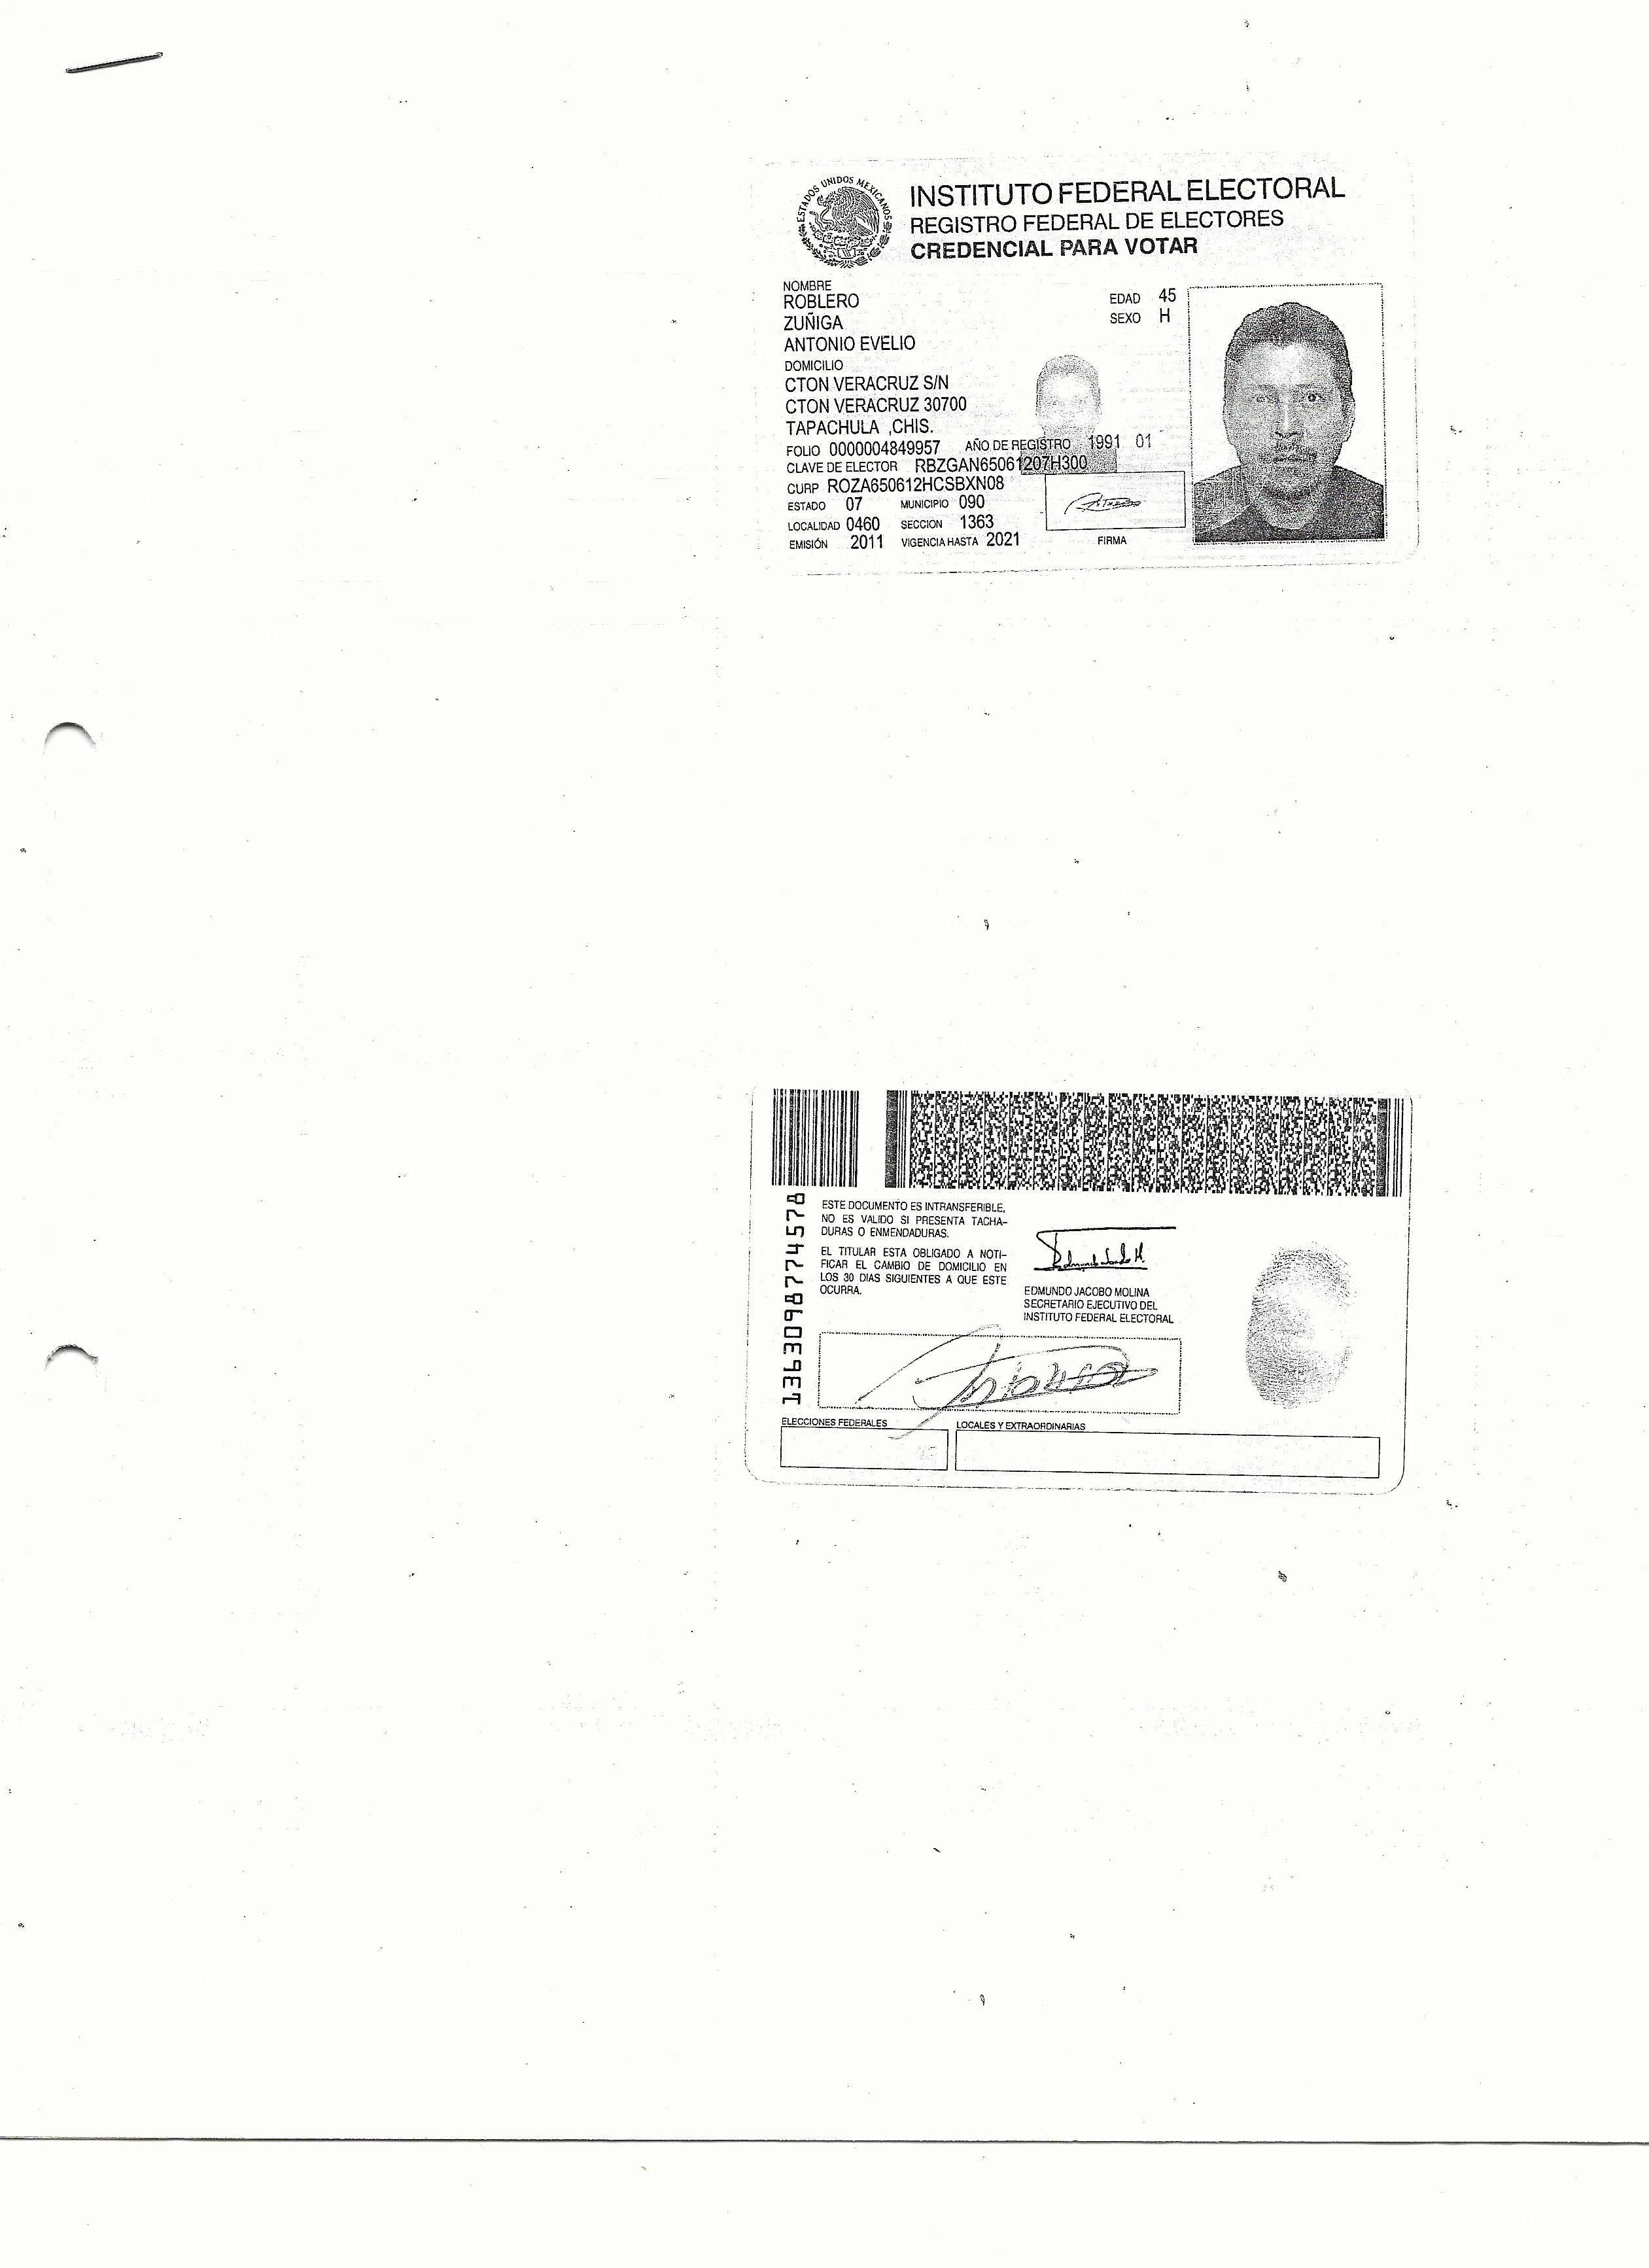 ESTADOS UNIDOS MEXICANOS
INSTITUTO FEDERAL ELECTORAL
REGISTRO FEDERAL DE ELECTORES
CREDENCIAL PARA VOTAR
NOMBRE
ROBLERO
ZUÑIGA
ANTONIO EVELIO
EDAD 45
SEXO H
DOMICILIO
CTON VERACRUZ S/N
CTON VERACRUZ 30700
TAPACHULA ,CHIS.
FOLIO 0000004849957 AÑO DE REGISTRO 1991 01
CLAVE DE ELECTOR RBZGAN65061207H300
CURP ROZA650612HCSBXN08
ESTADO 07 MUNICIPIO 090
LOCALIDAD 0460 SECCION 1363
EMISIÓN 2011 VIGENCIA HASTA 2021
FIRMA
1363098774578
ESTE DOCUMENTO ES INTRANSFERIBLE,
NO ES VALIDO SI PRESENTA TACHA-
DURAS O ENMENDADURAS.
EL TITULAR ESTA OBLIGADO A NOTI-
FICAR EL CAMBIO DE DOMICILIO EN
LOS 30 DIAS SIGUIENTES A QUE ESTE
OCURRA.
EDMUNDO JACOBO MOLINA
SECRETARIO EJECUTIVO DEL
INSTITUTO FEDERAL ELECTORAL
ELECCIONES FEDERALES
LOCALES Y EXTRAORDINARIAS